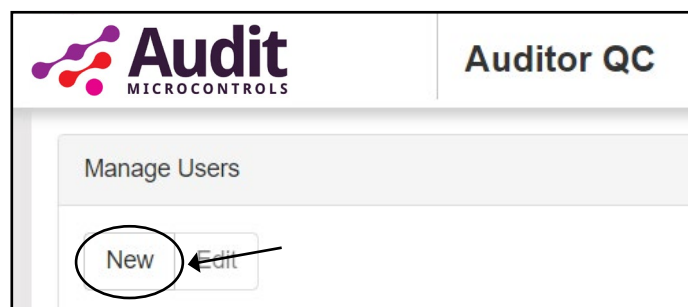 Audit
MICROCONTROLS
Auditor QC
Manage Users
New Edit